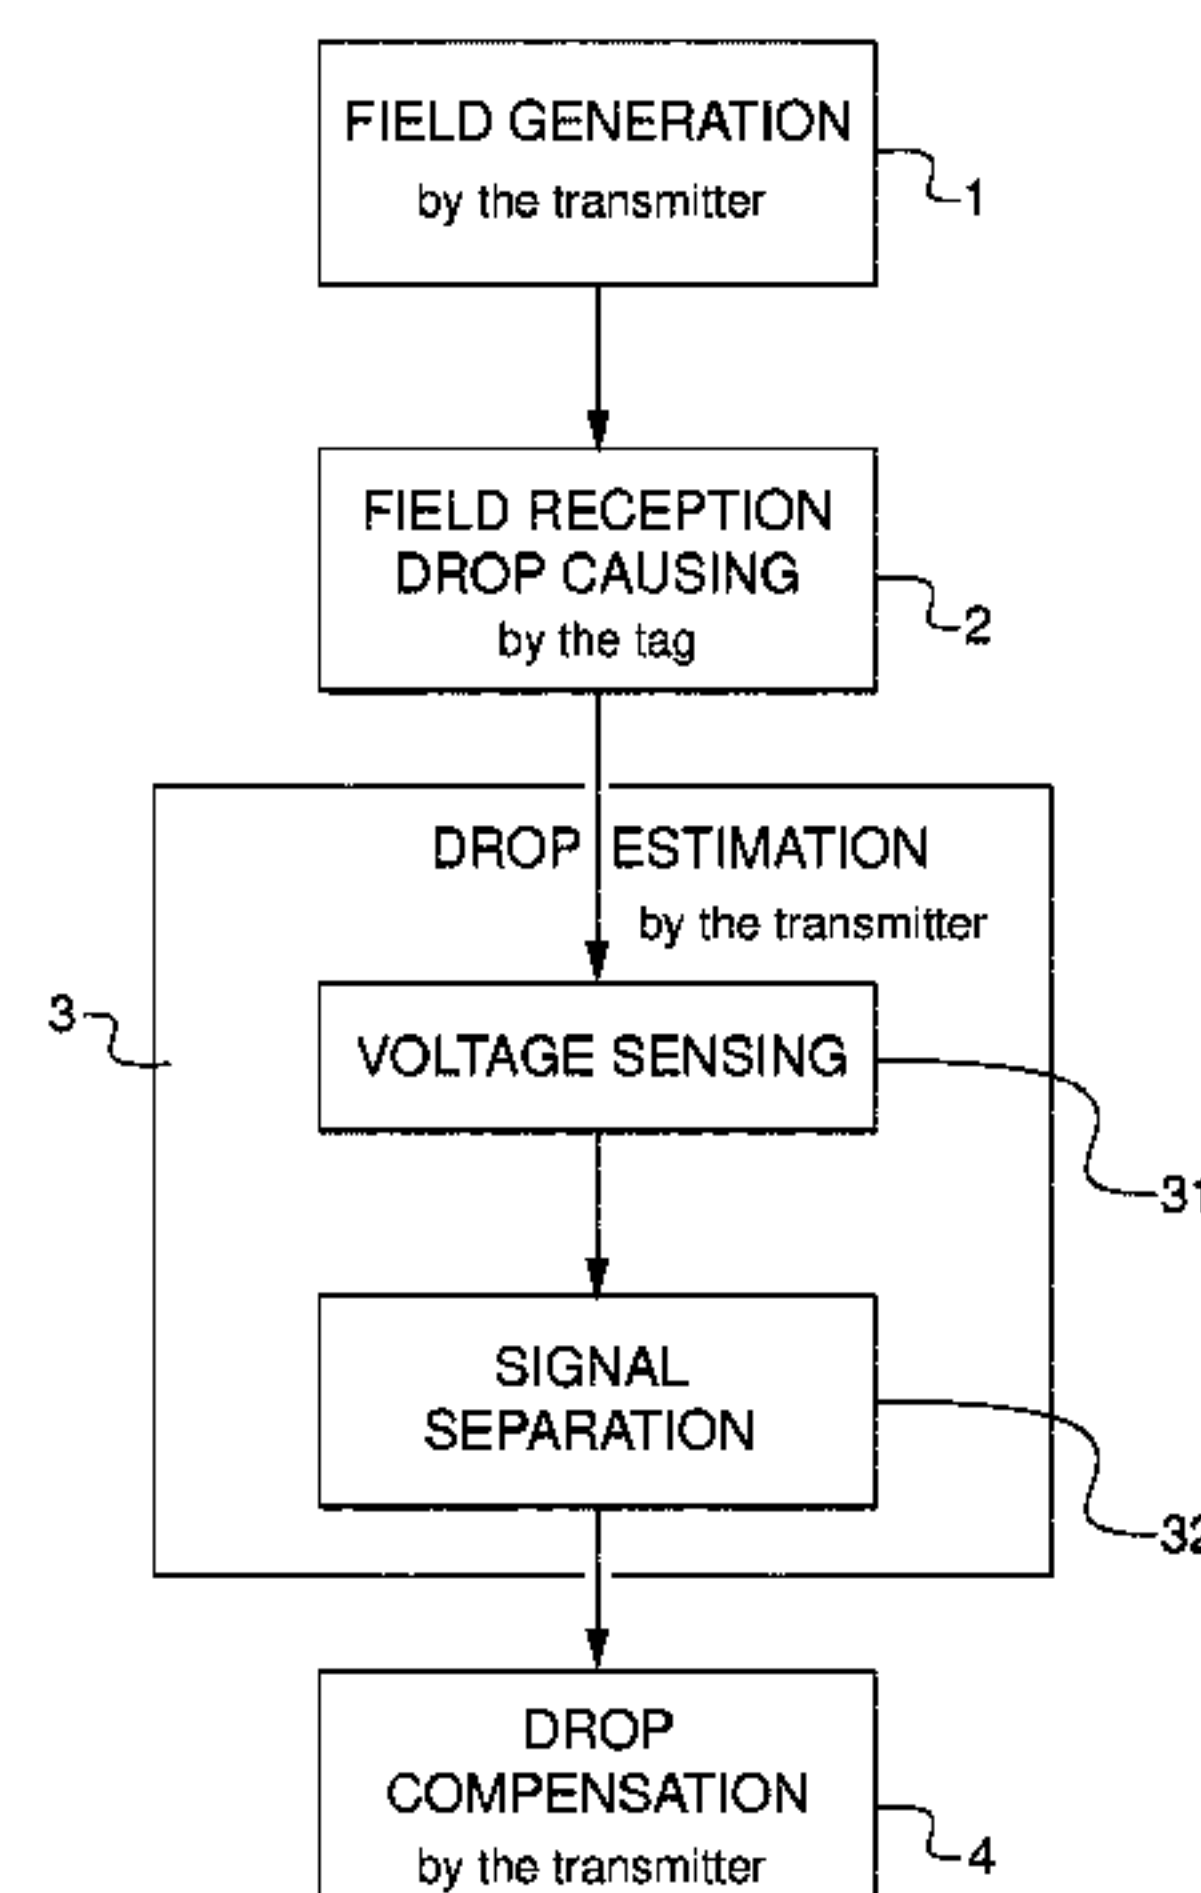 FIELD GENERATION
by the transmitter
1
FIELD RECEPTION
DROP CAUSING
by the tag
2
DROP ESTIMATION
by the transmitter
3
VOLTAGE SENSING
31
SIGNAL
SEPARATION
32
DROP
COMPENSATION
by the transmitter
4